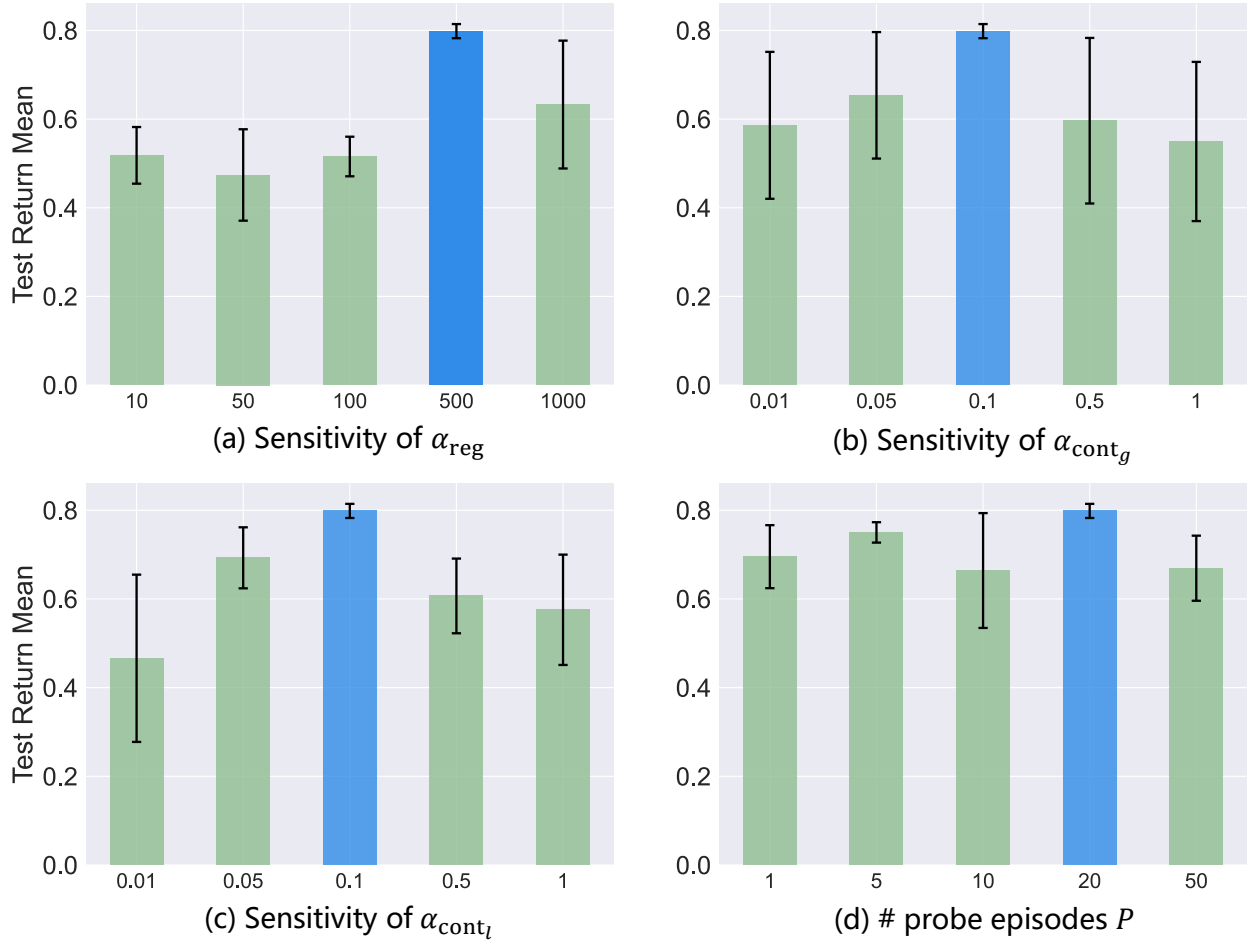 Test Return Mean
0.8
0.6
0.4
0.2
0.0
10 50 100 500 1000
(a) Sensitivity of α_reg
0.8
0.6
0.4
0.2
0.0
0.01 0.05 0.1 0.5 1
(b) Sensitivity of α_cont_g
Test Return Mean
0.8
0.6
0.4
0.2
0.0
0.01 0.05 0.1 0.5 1
(c) Sensitivity of α_cont_l
0.8
0.6
0.4
0.2
0.0
1 5 10 20 50
(d) # probe episodes P